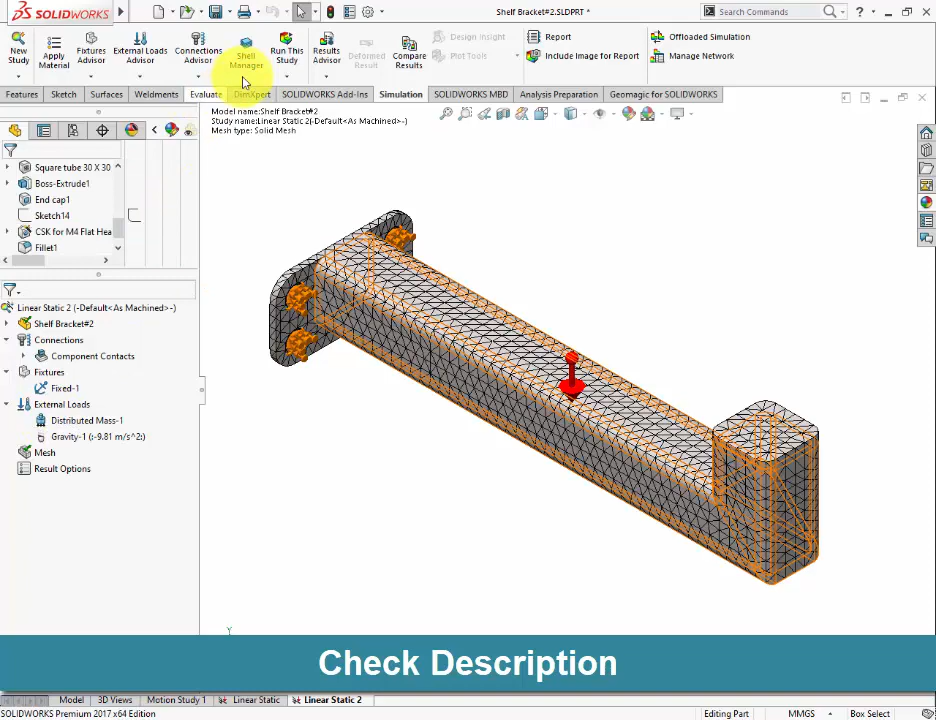 SOLIDWORKS
Shelf Bracket#2.SLDPRT *
Search Commands
New Study
Apply Material
Fixtures Advisor
External Loads Advisor
Connections Advisor
Shell Manager
Run This Study
Results Advisor
Deformed Result
Compare Results
Design Insight
Plot Tools
Report
Include Image for Report
Offloaded Simulation
Manage Network
Features
Sketch
Surfaces
Weldments
Evaluate
DimXpert
SOLIDWORKS Add-Ins
Simulation
SOLIDWORKS MBD
Analysis Preparation
Geomagic for SOLIDWORKS
Model name:Shelf Bracket#2
Study name:Linear Static 2(-Default<As Machined>-)
Mesh type: Solid Mesh
Square tube 30 X 30
Boss-Extrude1
End cap1
Sketch14
CSK for M4 Flat Hea
Fillet1
Linear Static 2 (-Default<As Machined>-)
Shelf Bracket#2
Connections
Component Contacts
Fixtures
Fixed-1
External Loads
Distributed Mass-1
Gravity-1 (:-9.81 m/s^2:)
Mesh
Result Options
Y
Check Description
Model
3D Views
Motion Study 1
Linear Static
Linear Static 2
SOLIDWORKS Premium 2017 x64 Edition
Editing Part
MMGS
Box Select